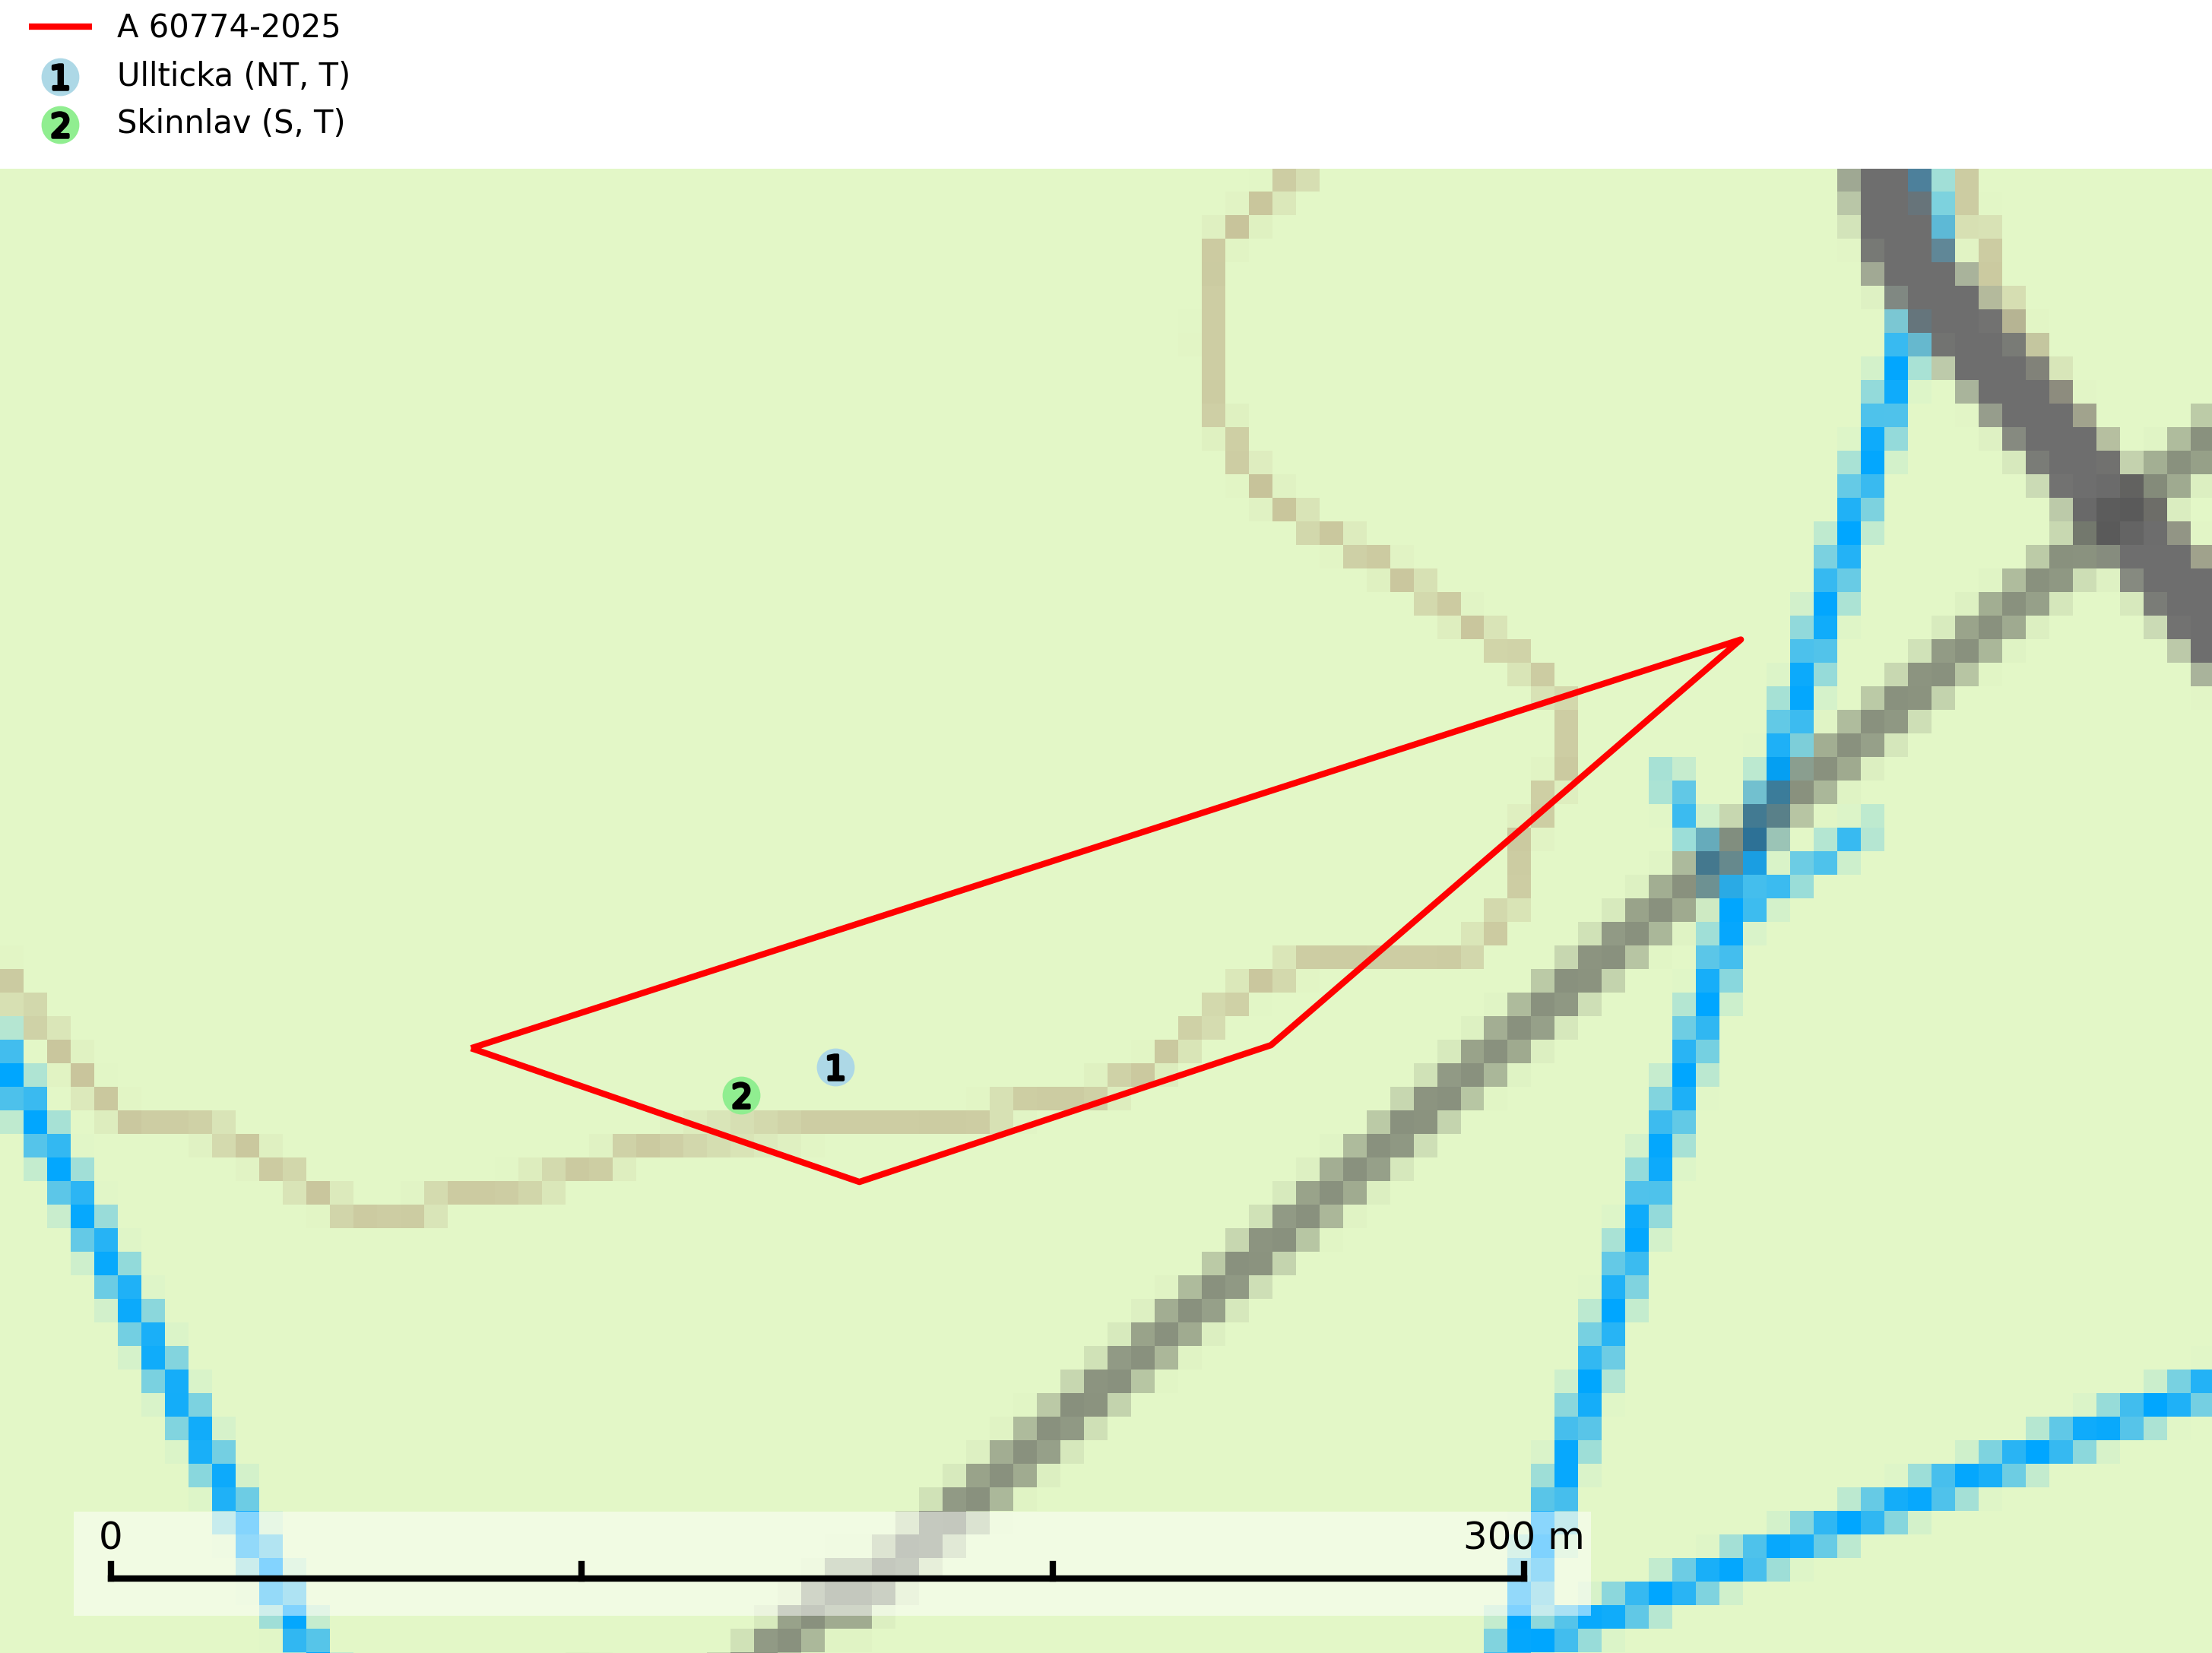 A 60774-2025
1 Ullticka (NT, T)
2 Skinnlav (S, T)
1
2
0 300 m